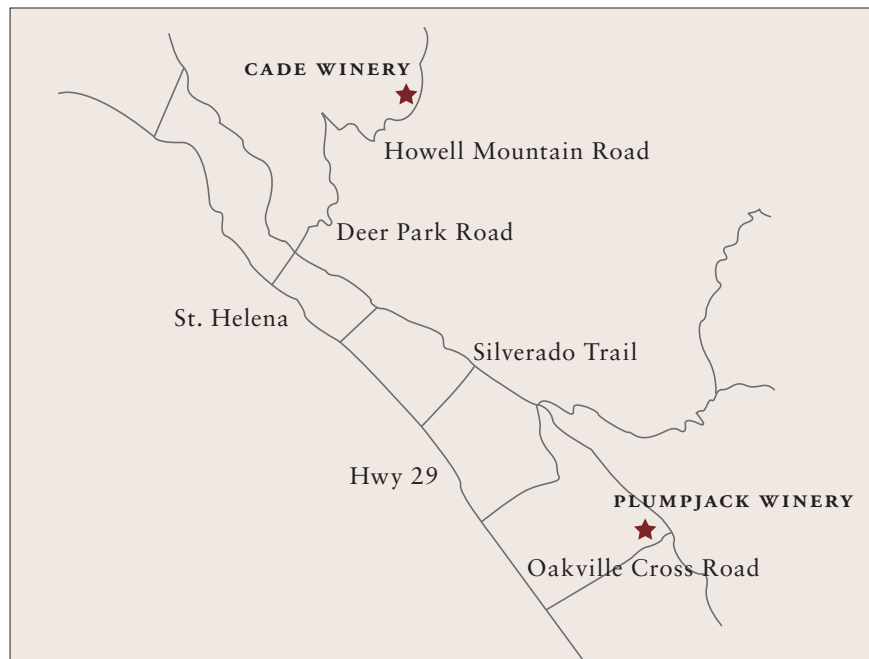 CADE WINERY
Howell Mountain Road
Deer Park Road
St. Helena
Silverado Trail
Hwy 29
PLUMPJACK WINERY
Oakville Cross Road